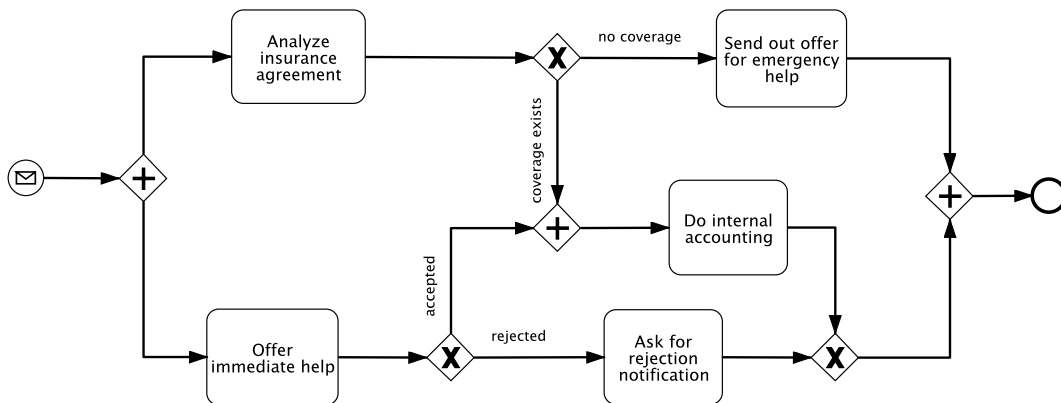 Analyze
insurance
agreement
no coverage
Send out offer
for emergency
help
coverage exists
Do internal
accounting
accepted
rejected
Offer
immediate help
Ask for
rejection
notification